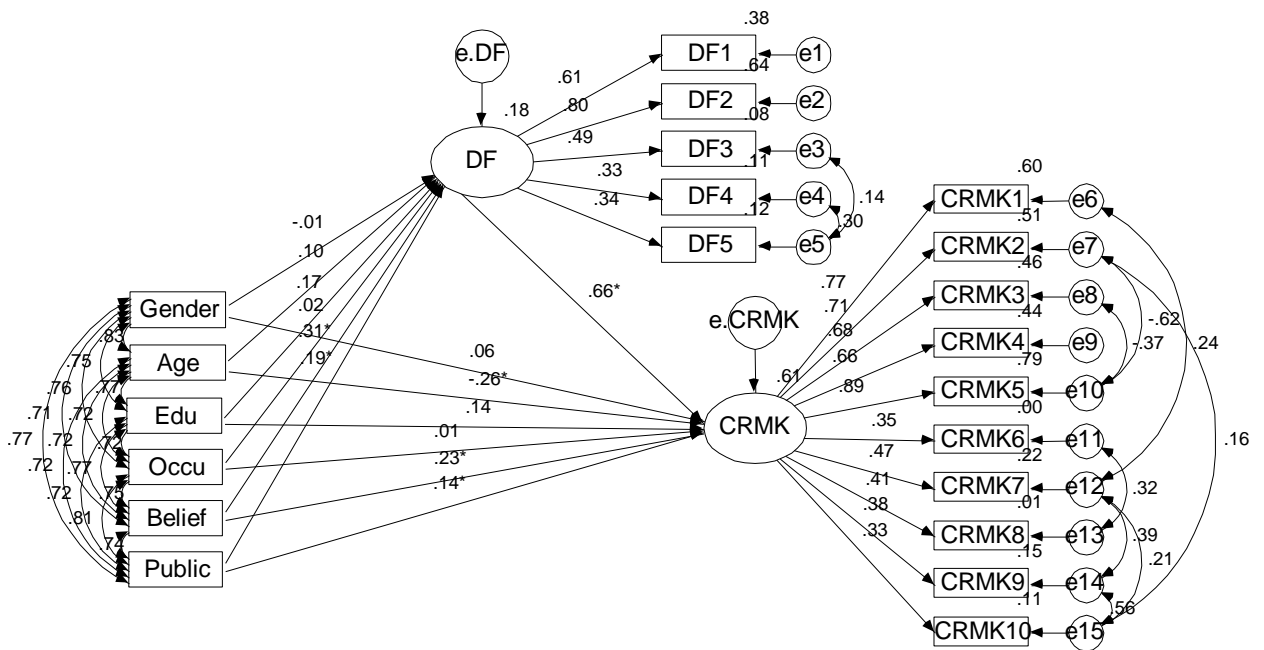 .38
e.DF
DF1
e1
.61
.64
.18
.80
DF2
e2
.08
.49
DF
DF3
e3
.11
.33
DF4
e4
.14
.60
.12
.34
.30
CRMK1
e6
DF5
e5
.51
-.01
CRMK2
e7
.10
.46
.17
.77
CRMK3
e8
.66*
.02
.71
.44
Gender
e.CRMK
-.62
.31*
.68
CRMK4
e9
.24
.83
.19*
.06
.66
.79
-.37
.75
Age
-.26*
.61
.89
CRMK5
e10
.76
.77
.14
.00
.71
.72
Edu
.01
CRMK
.35
CRMK6
e11
.77
.72
.23*
.47
.22
.16
.72
.77
Occu
.14*
.41
CRMK7
e12
.32
.72
.75
.38
.01
.81
Belief
.33
CRMK8
e13
.39
.74
.15
.21
Public
CRMK9
e14
.11
.56
CRMK10
e15